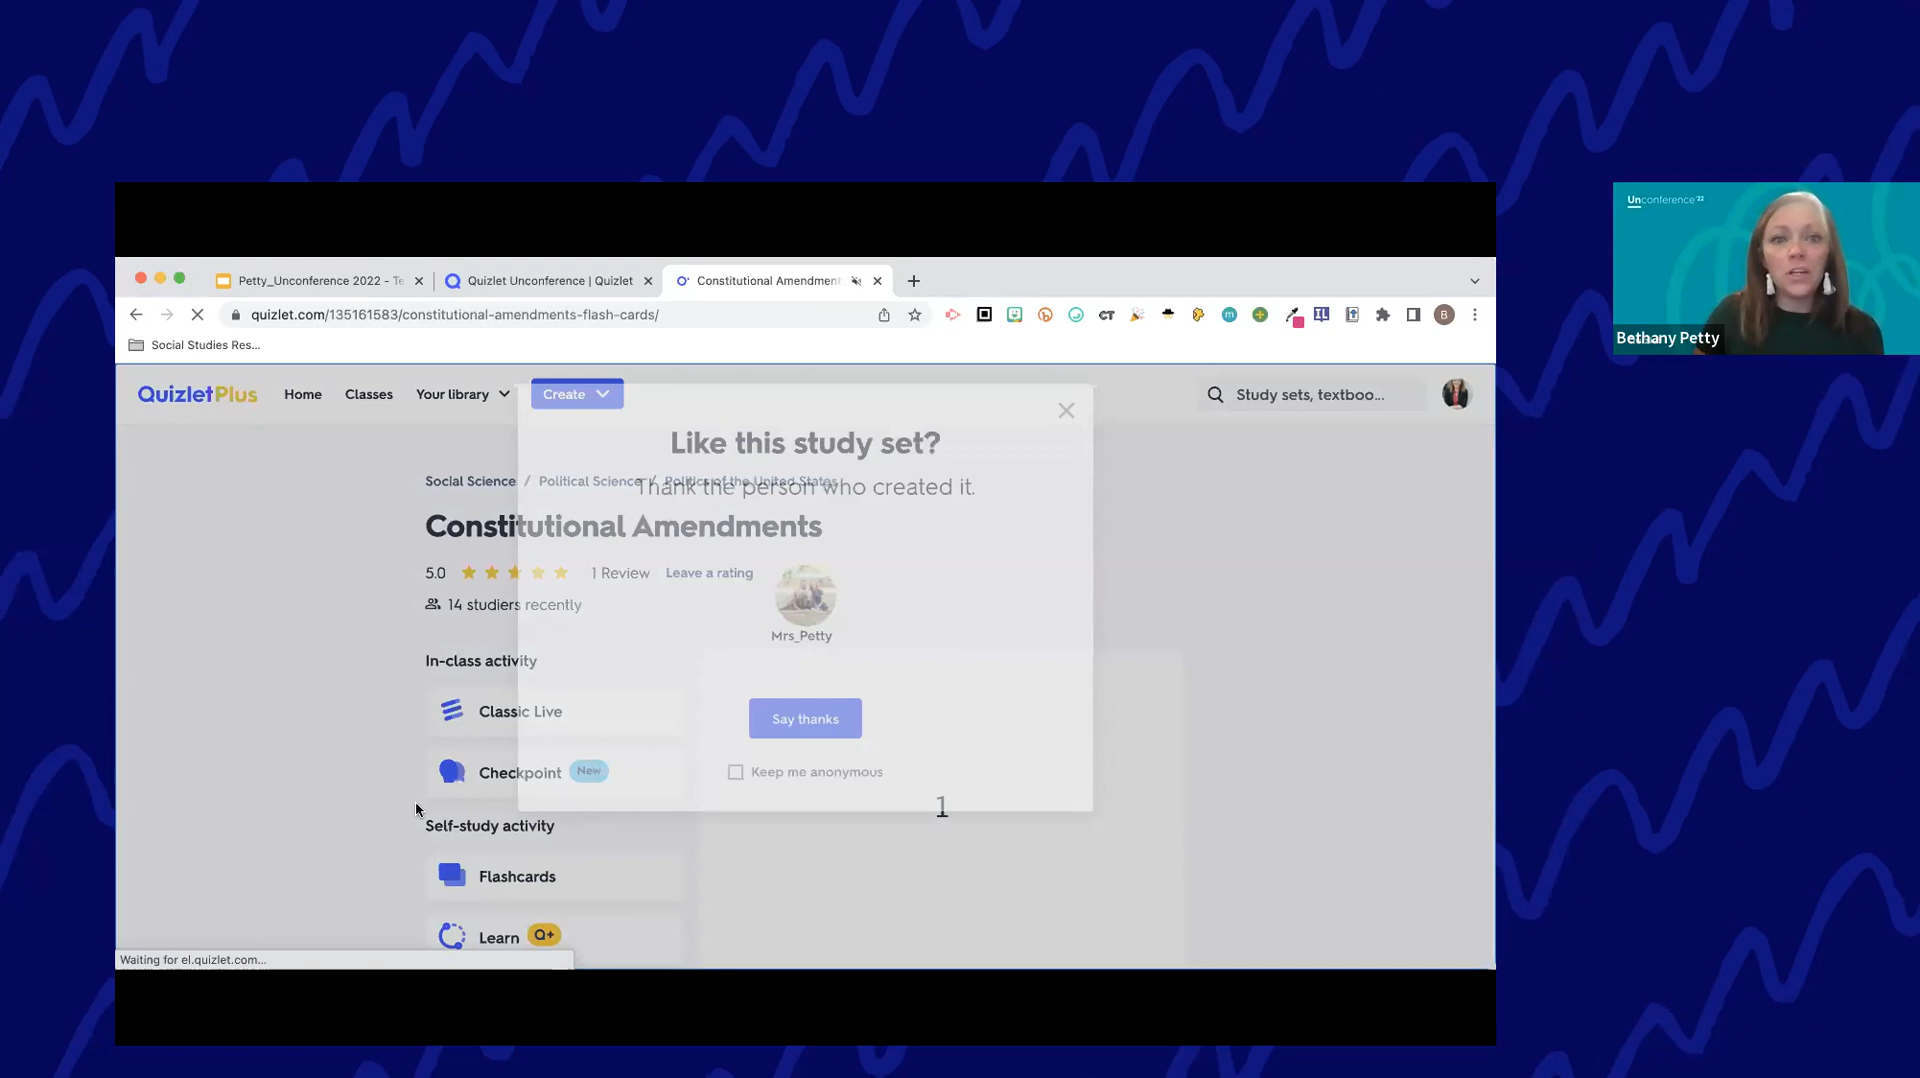 Unconference'22
Bethany Petty
Petty_Unconference 2022 - Te
Quizlet Unconference | Quizlet
Constitutional Amendment
quizlet.com/135161583/constitutional-amendments-flash-cards/
CT
IL
B
Social Studies Res...
QuizletPlus
Home
Classes
Your library
Create
Study sets, textboo...
Like this study set?
Social Science / Political Science / Politics of the United States
Thank the person who created it.
Constitutional Amendments
5.0
1 Review
Leave a rating
14 studiers recently
Mrs_Petty
In-class activity
Classic Live
Say thanks
Checkpoint
New
Keep me anonymous
1
Self-study activity
Flashcards
Learn
Q+
Waiting for el.quizlet.com...